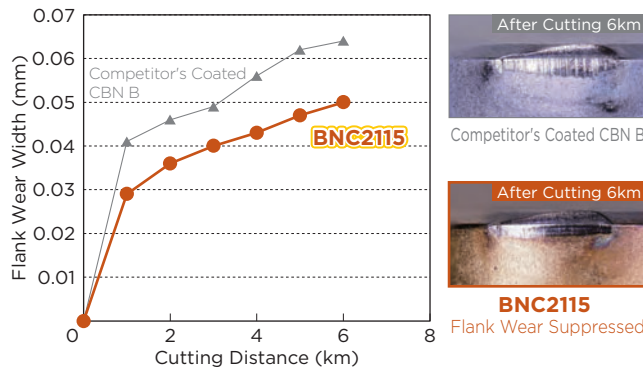 Flank Wear Width (mm)
0.07
0.06
0.05
0.04
0.03
0.02
0.01
0
2
4
6
8
Cutting Distance (km)
Competitor's Coated
CBN B
BNC2115
After Cutting 6km
Competitor's Coated CBN B
After Cutting 6km
BNC2115
Flank Wear Suppressed